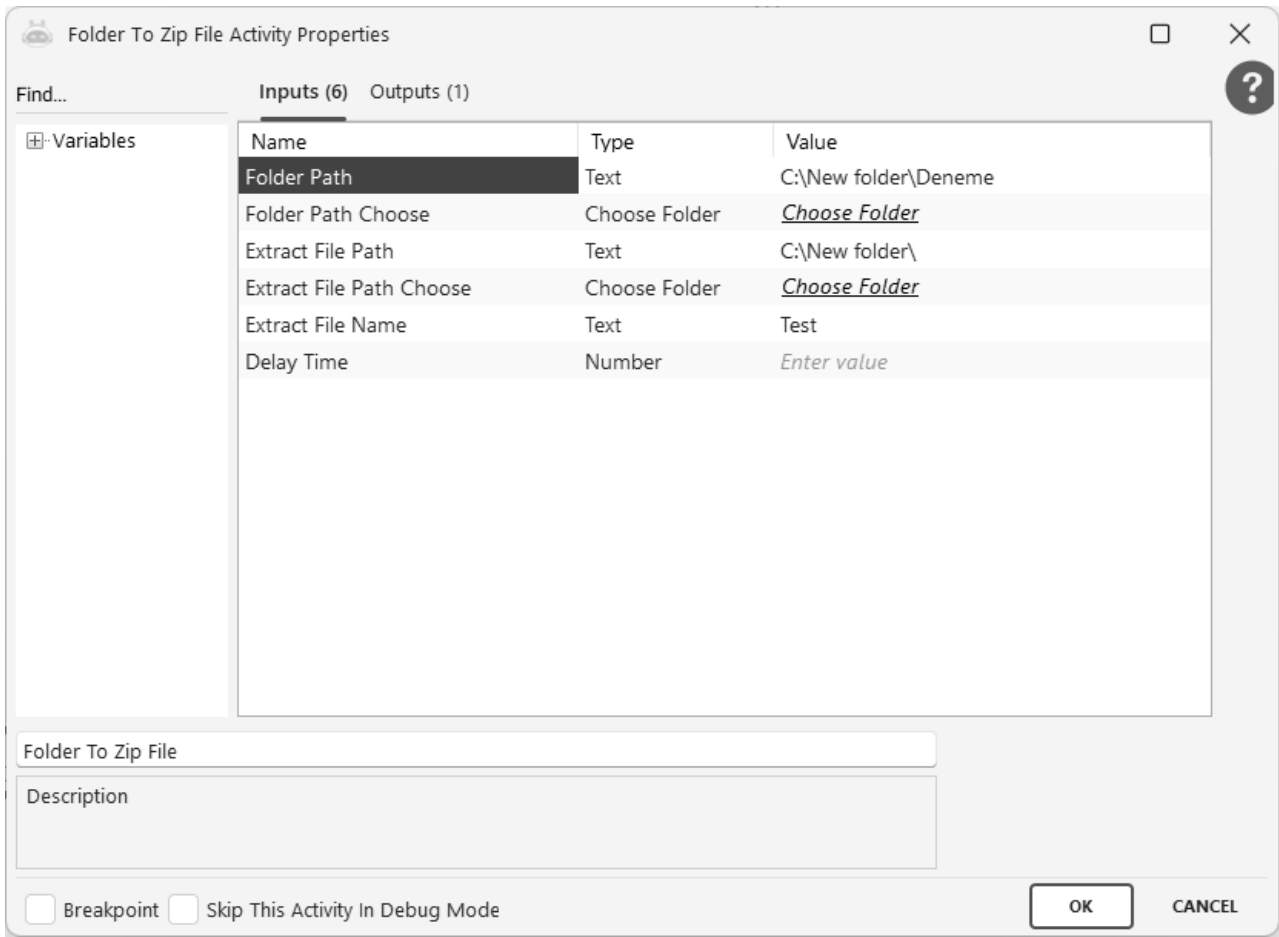 Folder To Zip File Activity Properties
Find...
Inputs (6) Outputs (1)
?
Variables
Name Type Value
Folder Path Text C:\New folder\Deneme
Folder Path Choose Choose Folder Choose Folder
Extract File Path Text C:\New folder\
Extract File Path Choose Choose Folder Choose Folder
Extract File Name Text Test
Delay Time Number Enter value
Folder To Zip File
Description
Breakpoint Skip This Activity In Debug Mode OK CANCEL